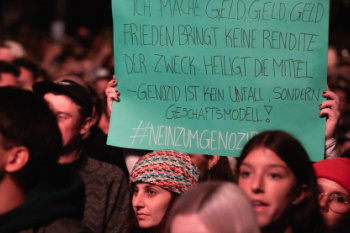 ICH MACHE GELD, GELD, GELD
FRIEDEN BRINGT KEINE RENDITE
DER ZWECK HEILIGT DIE MITTEL
– GENOZID IST KEIN UNFALL, SONDERN
GESCHÄFTSMODELL!
#NEINZUMGENOZID